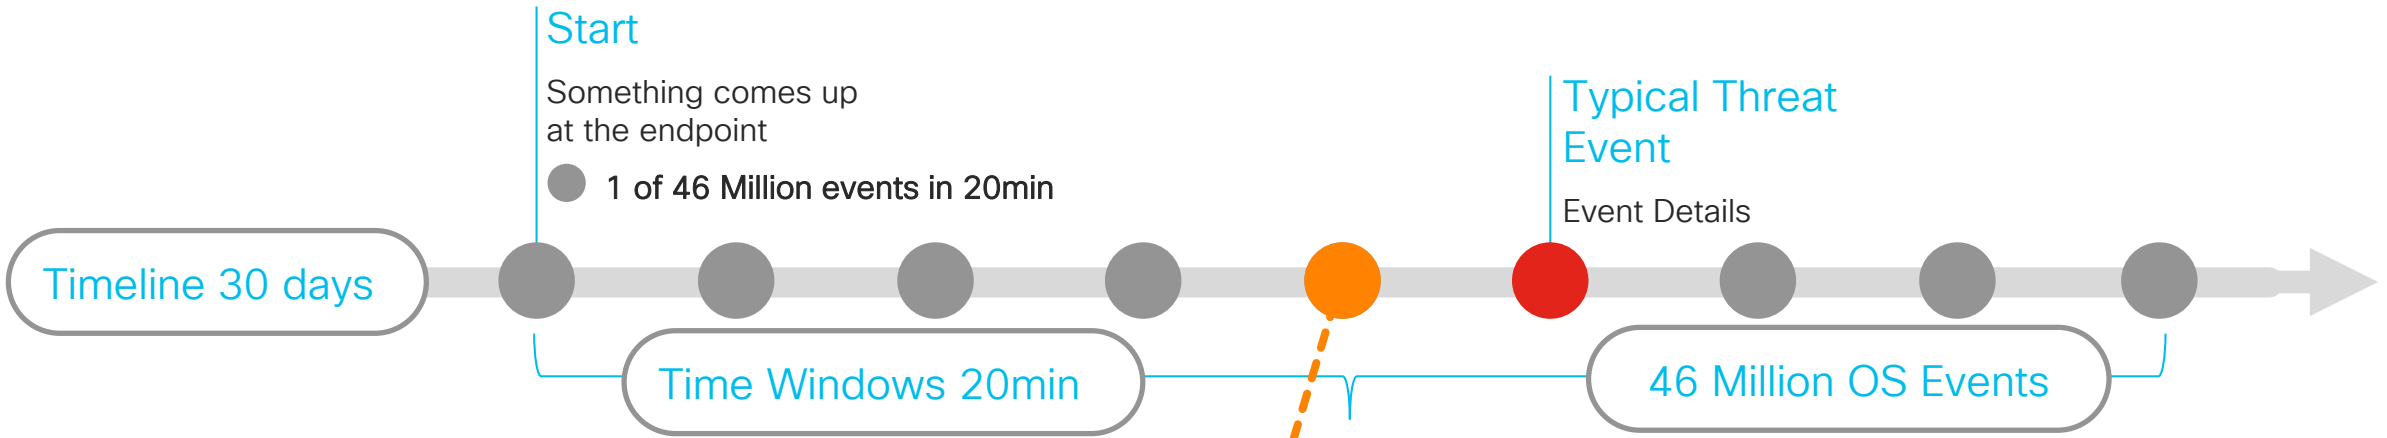 Start
Something comes up
at the endpoint
1 of 46 Million events in 20min
Typical Threat
Event
Event Details
Timeline 30 days
Time Windows 20min
46 Million OS Events